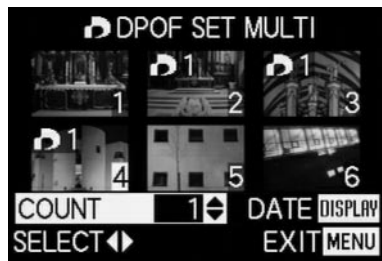 DPOF SET MULTI
1
1 2
1 3
1 4
5
6
COUNT 1 DATE DISPLAY
SELECT EXIT MENU